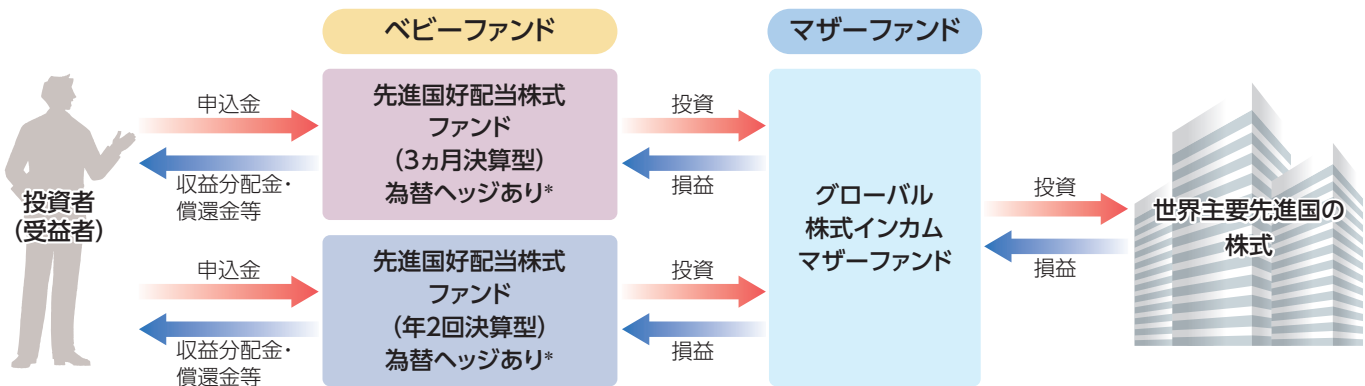 ベビーファンド
マザーファンド
投資者
(受益者)
申込金
収益分配金・
償還金等
先進国好配当株式
ファンド
(3ヵ月決算型)
為替ヘッジあり*
投資
損益
申込金
収益分配金・
償還金等
先進国好配当株式
ファンド
(年2回決算型)
為替ヘッジあり*
投資
損益
グローバル
株式インカム
マザーファンド
投資
損益
世界主要先進国の
株式